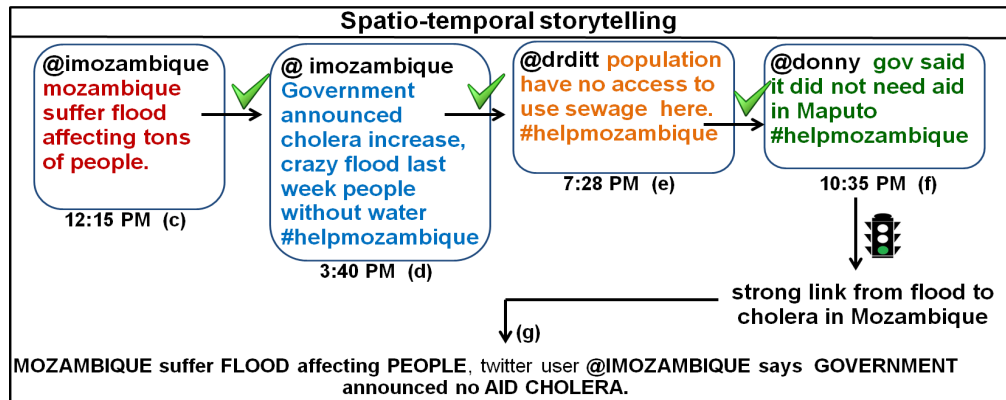 Spatio-temporal storytelling
@imozambique
mozambique
suffer flood
affecting tons
of people.
12:15 PM (c)
@ imozambique
Government
announced
cholera increase,
crazy flood last
week people
without water
#helpmozambique
3:40 PM (d)
@drditt population
have no access to
use sewage here.
#helpmozambique
7:28 PM (e)
@donny gov said
it did not need aid
in Maputo
#helpmozambique
10:35 PM (f)
strong link from flood to
cholera in Mozambique
(g)
MOZAMBIQUE suffer FLOOD affecting PEOPLE, twitter user @IMOZAMBIQUE says GOVERNMENT
announced no AID CHOLERA.